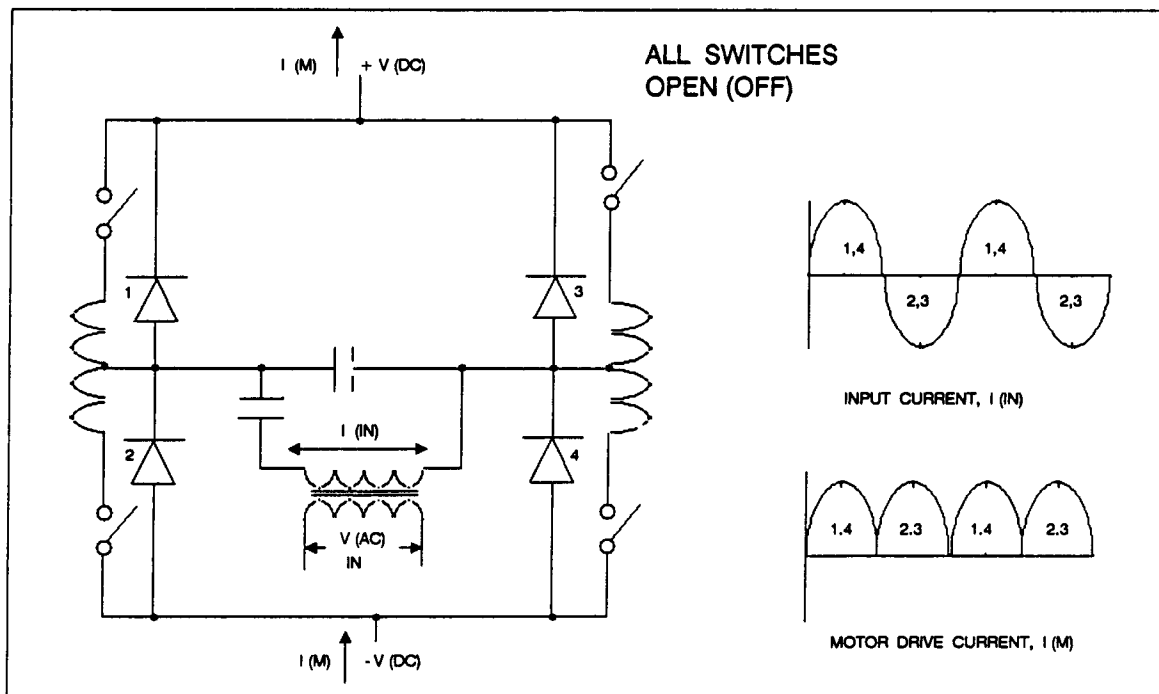 I (M) + V (DC)
ALL SWITCHES
OPEN (OFF)
1
3
1,4
1,4
2,3
2,3
INPUT CURRENT, I (IN)
I (IN)
2
4
V (AC)
IN
1.4
2.3
1.4
2.3
MOTOR DRIVE CURRENT, I (M)
I (M) - V (DC)